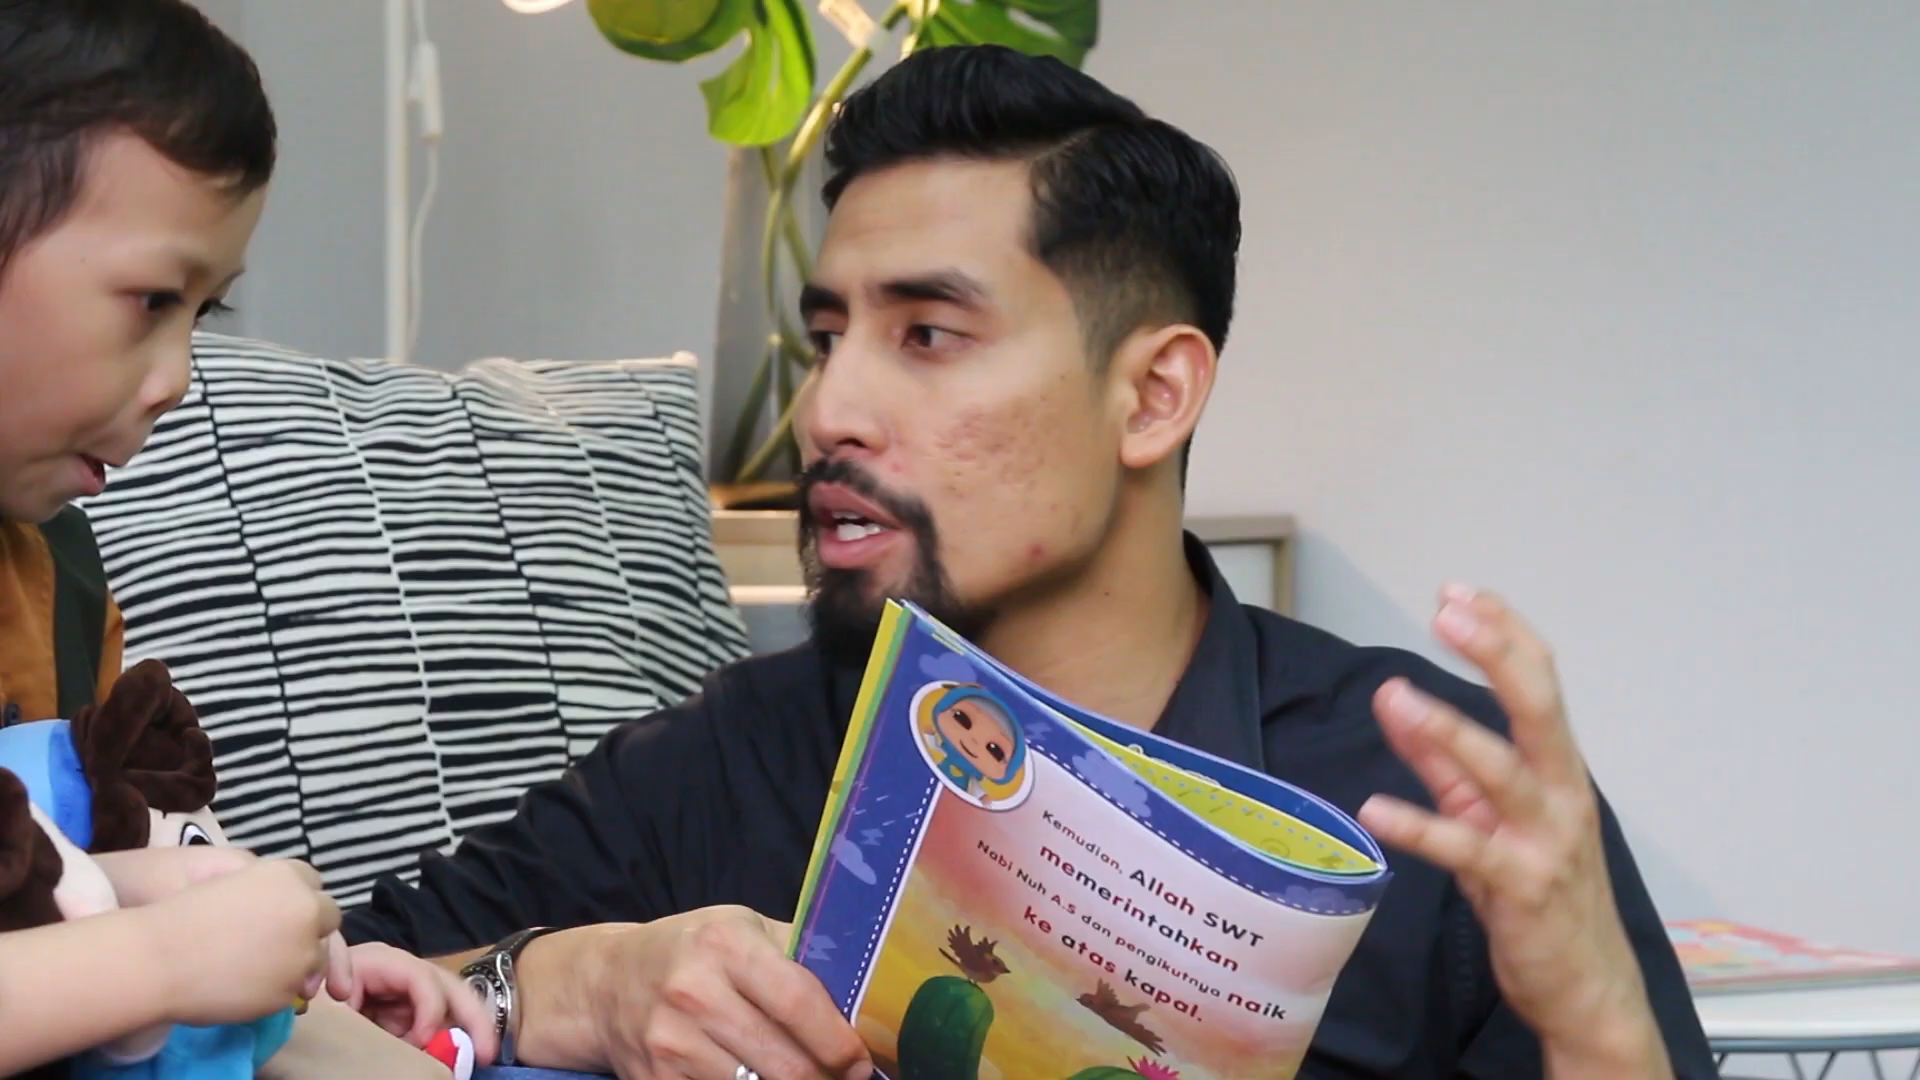 Kemudian, Allah SWT
memerintahkan
Nabi Nuh A.S dan pengikutnya naik
ke atas kapal.